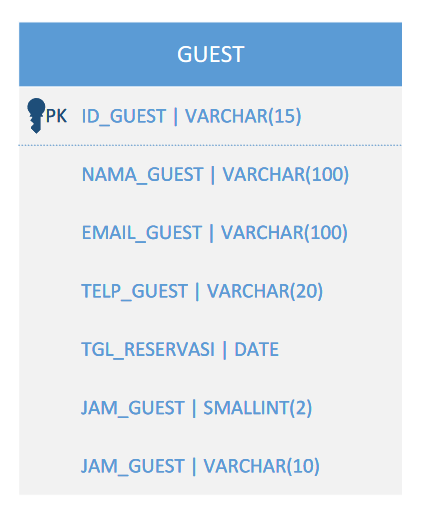 GUEST
PK ID_GUEST | VARCHAR(15)
NAMA_GUEST | VARCHAR(100)
EMAIL_GUEST | VARCHAR(100)
TELP_GUEST | VARCHAR(20)
TGL_RESERVASI | DATE
JAM_GUEST | SMALLINT(2)
JAM_GUEST | VARCHAR(10)